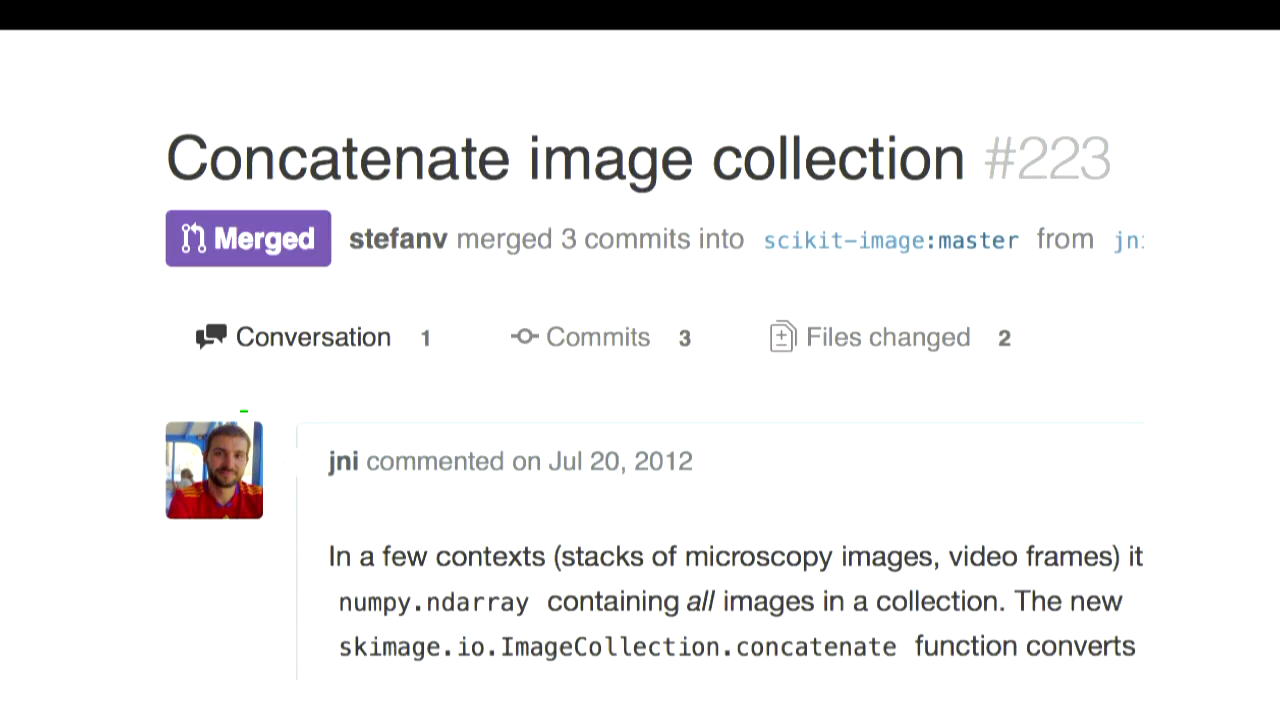 Concatenate image collection #223
Merged stefanv merged 3 commits into scikit-image:master from jni
Conversation 1 Commits 3 Files changed 2
jni commented on Jul 20, 2012
In a few contexts (stacks of microscopy images, video frames) it
numpy.ndarray containing all images in a collection. The new
skimage.io.ImageCollection.concatenate function converts